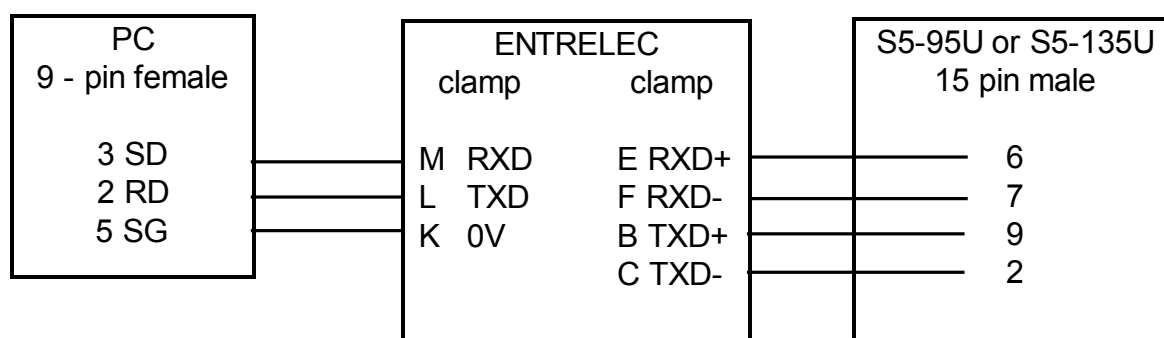 PC
9 - pin female
3 SD
2 RD
5 SG
ENTRELEC
clamp clamp
M RXD E RXD+
L TXD F RXD-
K 0V B TXD+
C TXD-
S5-95U or S5-135U
15 pin male
6
7
9
2